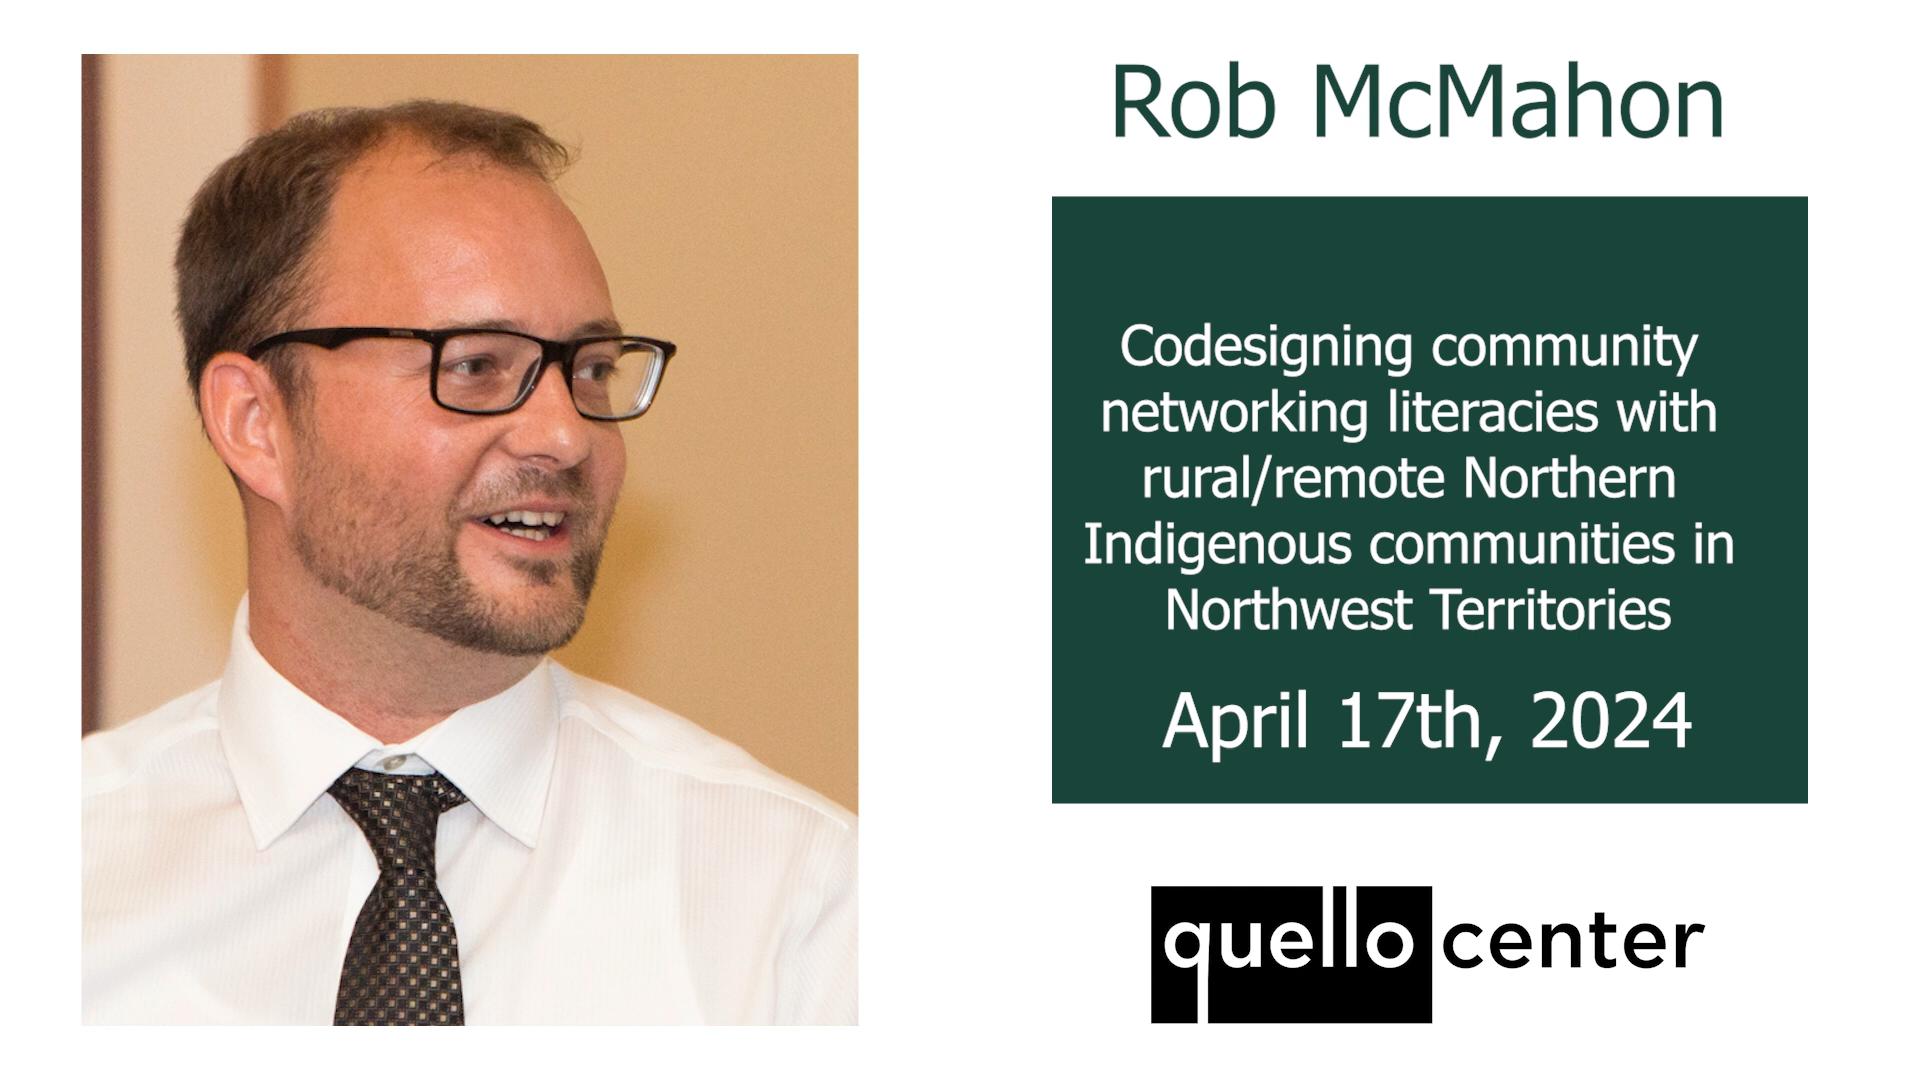 Rob McMahon
Codesigning community
networking literacies with
rural/remote Northern
Indigenous communities in
Northwest Territories
April 17th, 2024
quello center